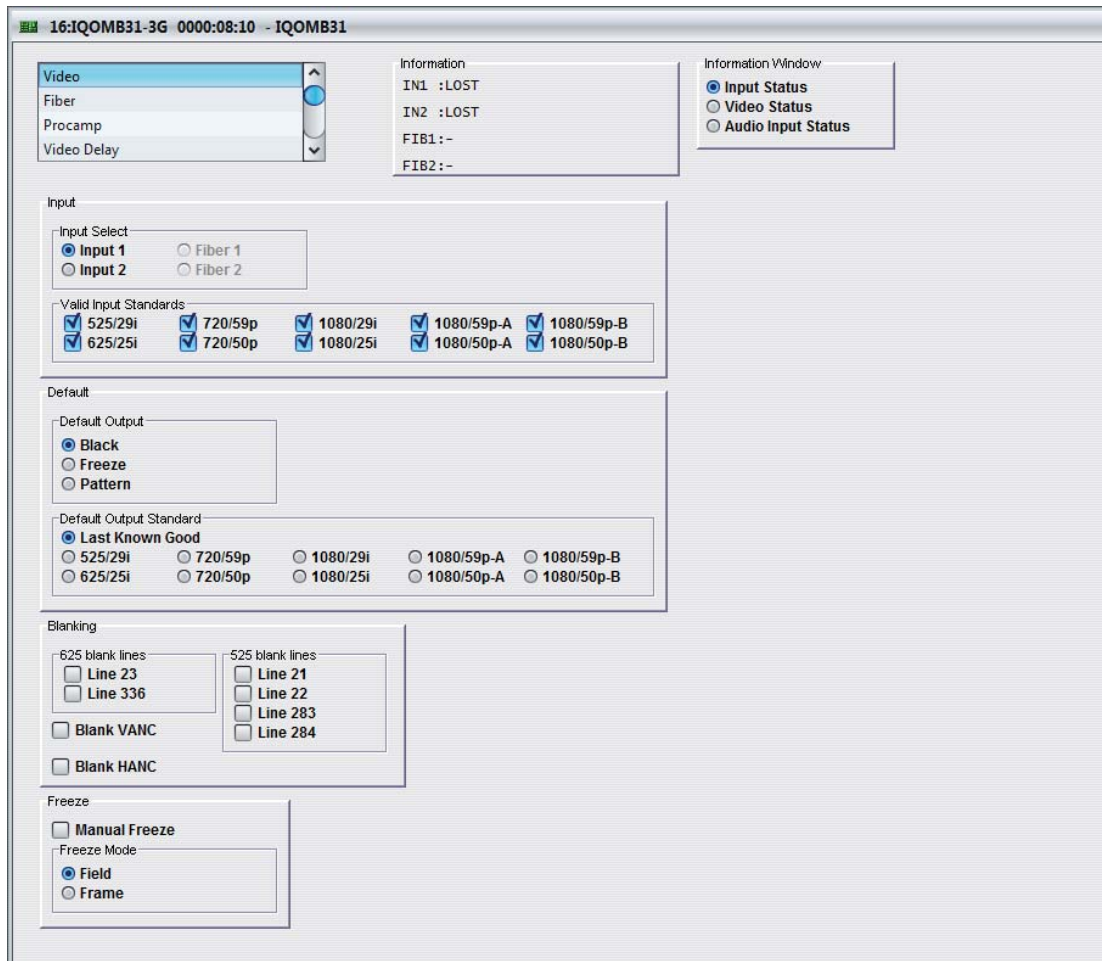 16:IQOMB31-3G 0000:08:10 - IQOMB31
Video
Fiber
Procamp
Video Delay
Information
IN1 :LOST
IN2 :LOST
FIB1:-
FIB2:-
Information Window
Input Status
Video Status
Audio Input Status
Input
Input Select
Input 1 Fiber 1
Input 2 Fiber 2
Valid Input Standards
525/29i 720/59p 1080/29i 1080/59p-A 1080/59p-B
625/25i 720/50p 1080/25i 1080/50p-A 1080/50p-B
Default
Default Output
Black
Freeze
Pattern
Default Output Standard
Last Known Good
525/29i 720/59p 1080/29i 1080/59p-A 1080/59p-B
625/25i 720/50p 1080/25i 1080/50p-A 1080/50p-B
Blanking
625 blank lines
Line 23
Line 336
525 blank lines
Line 21
Line 22
Line 283
Line 284
Blank VANC
Blank HANC
Freeze
Manual Freeze
Freeze Mode
Field
Frame